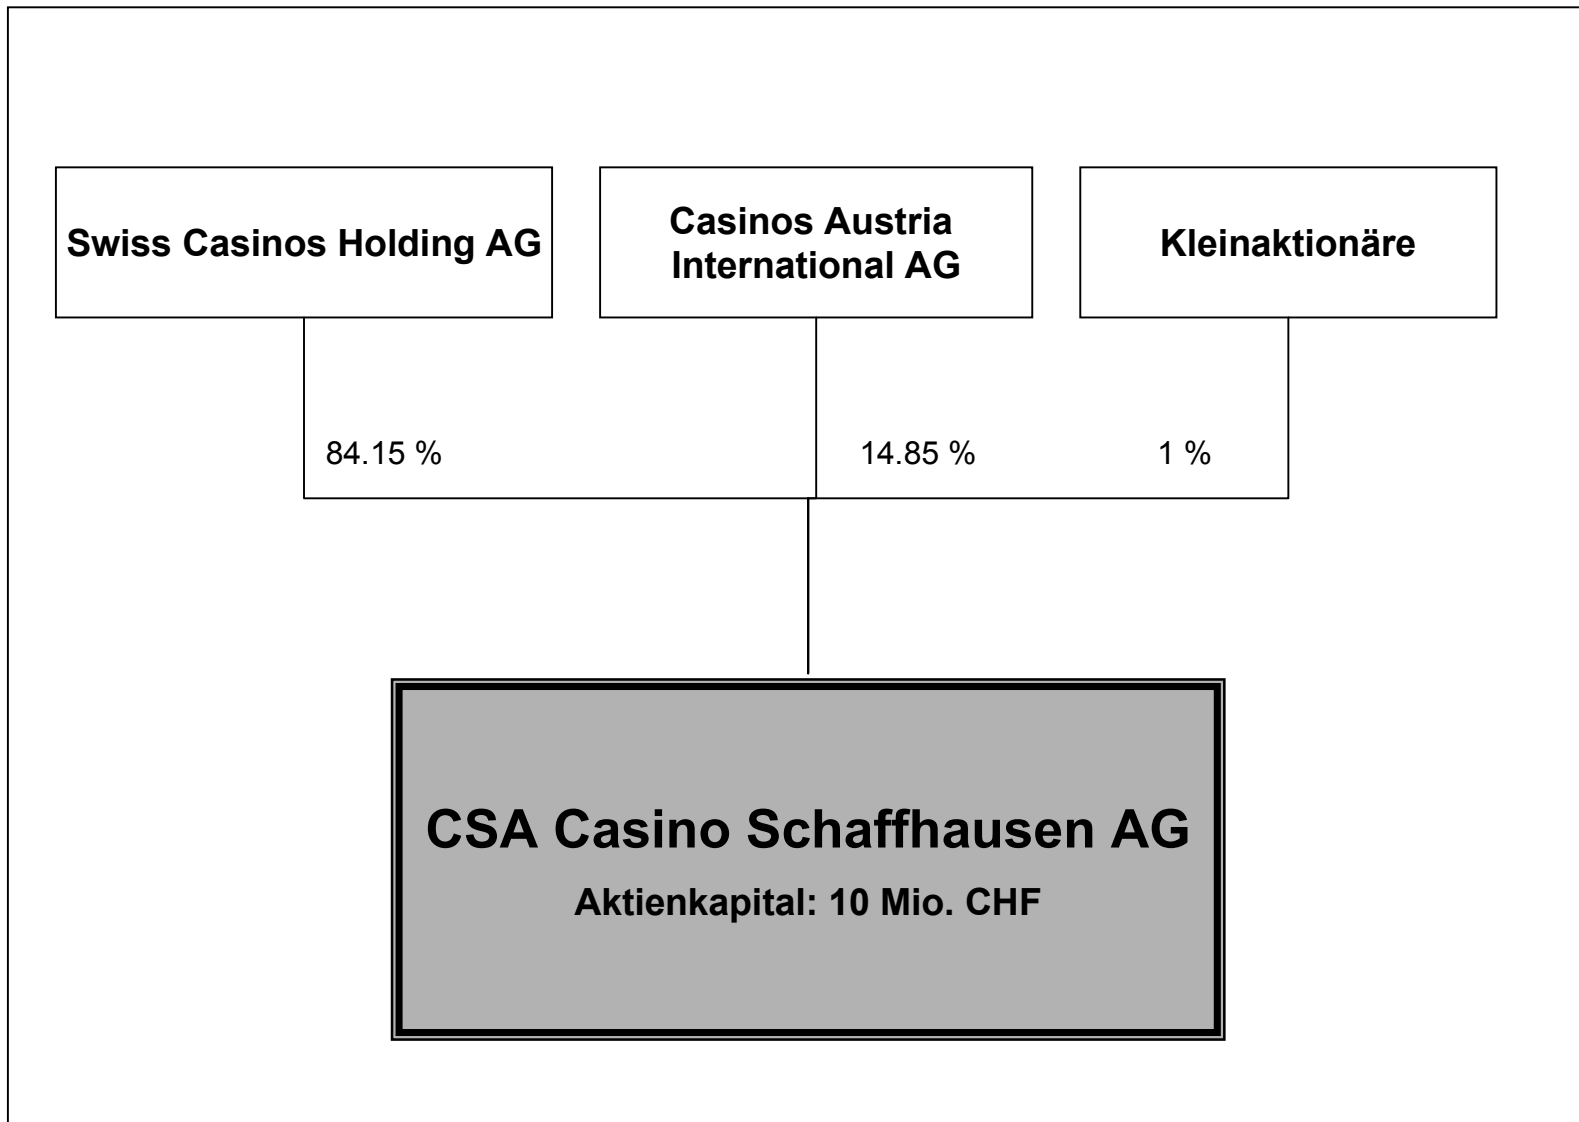 Swiss Casinos Holding AG
Casinos Austria
International AG
Kleinaktionäre
84.15 %
14.85 %
1 %
CSA Casino Schaffhausen AG
Aktienkapital: 10 Mio. CHF